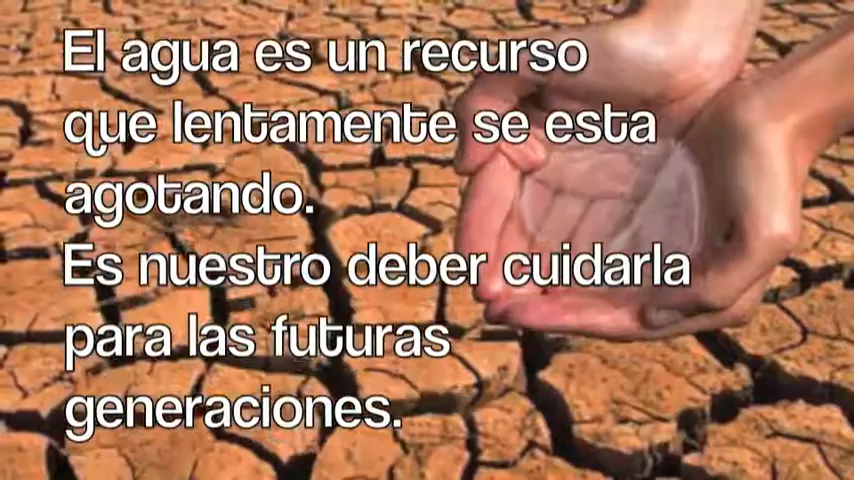 El agua es un recurso
que lentamente se esta
agotando.
Es nuestro deber cuidarla
para las futuras
generaciones.